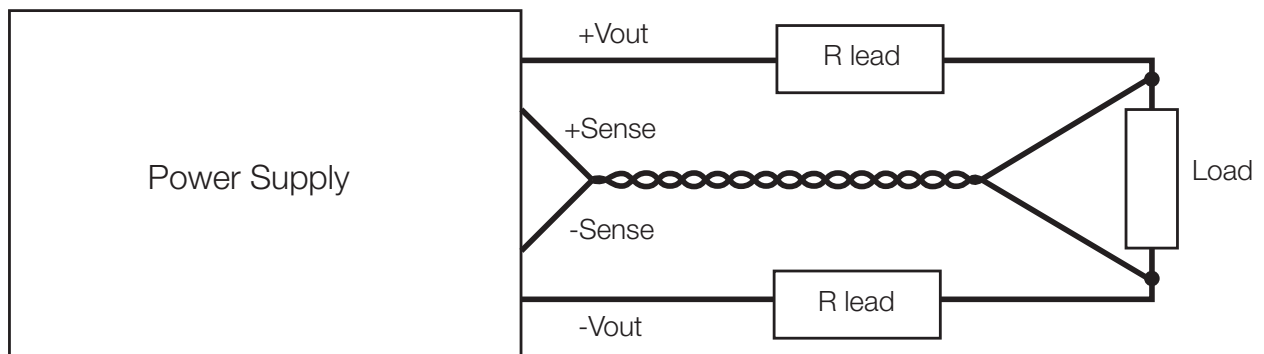 +Vout
R lead
+Sense
Power Supply
Load
-Sense
R lead
-Vout